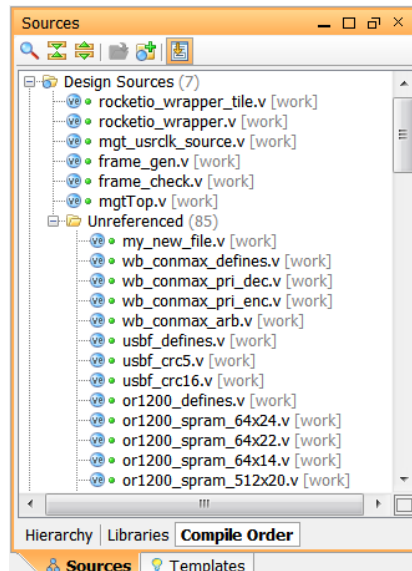 Sources
Design Sources (7)
rocketio_wrapper_tile.v [work]
rocketio_wrapper.v [work]
mgt_usrclk_source.v [work]
frame_gen.v [work]
frame_check.v [work]
mgtTop.v [work]
Unreferenced (85)
my_new_file.v [work]
wb_conmax_defines.v [work]
wb_conmax_pri_dec.v [work]
wb_conmax_pri_enc.v [work]
wb_conmax_arb.v [work]
usbf_defines.v [work]
usbf_crc5.v [work]
usbf_crc16.v [work]
or1200_defines.v [work]
or1200_spram_64x24.v [work]
or1200_spram_64x22.v [work]
or1200_spram_64x14.v [work]
or1200_spram_512x20.v [work]
Hierarchy Libraries Compile Order
Sources Templates